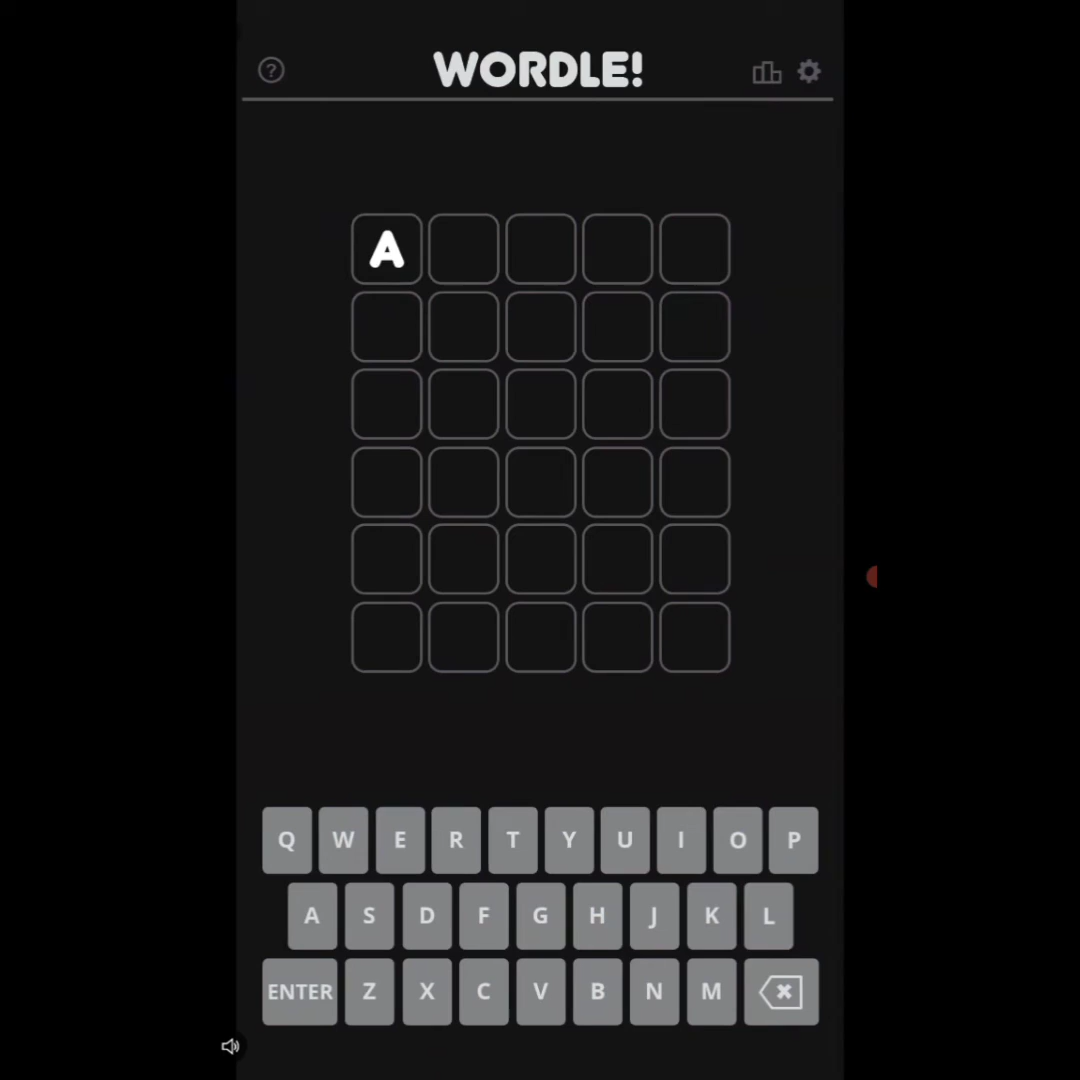 ?
WORDLE!
A
Q W E R T Y U I O P
A S D F G H J K L
ENTER Z X C V B N M